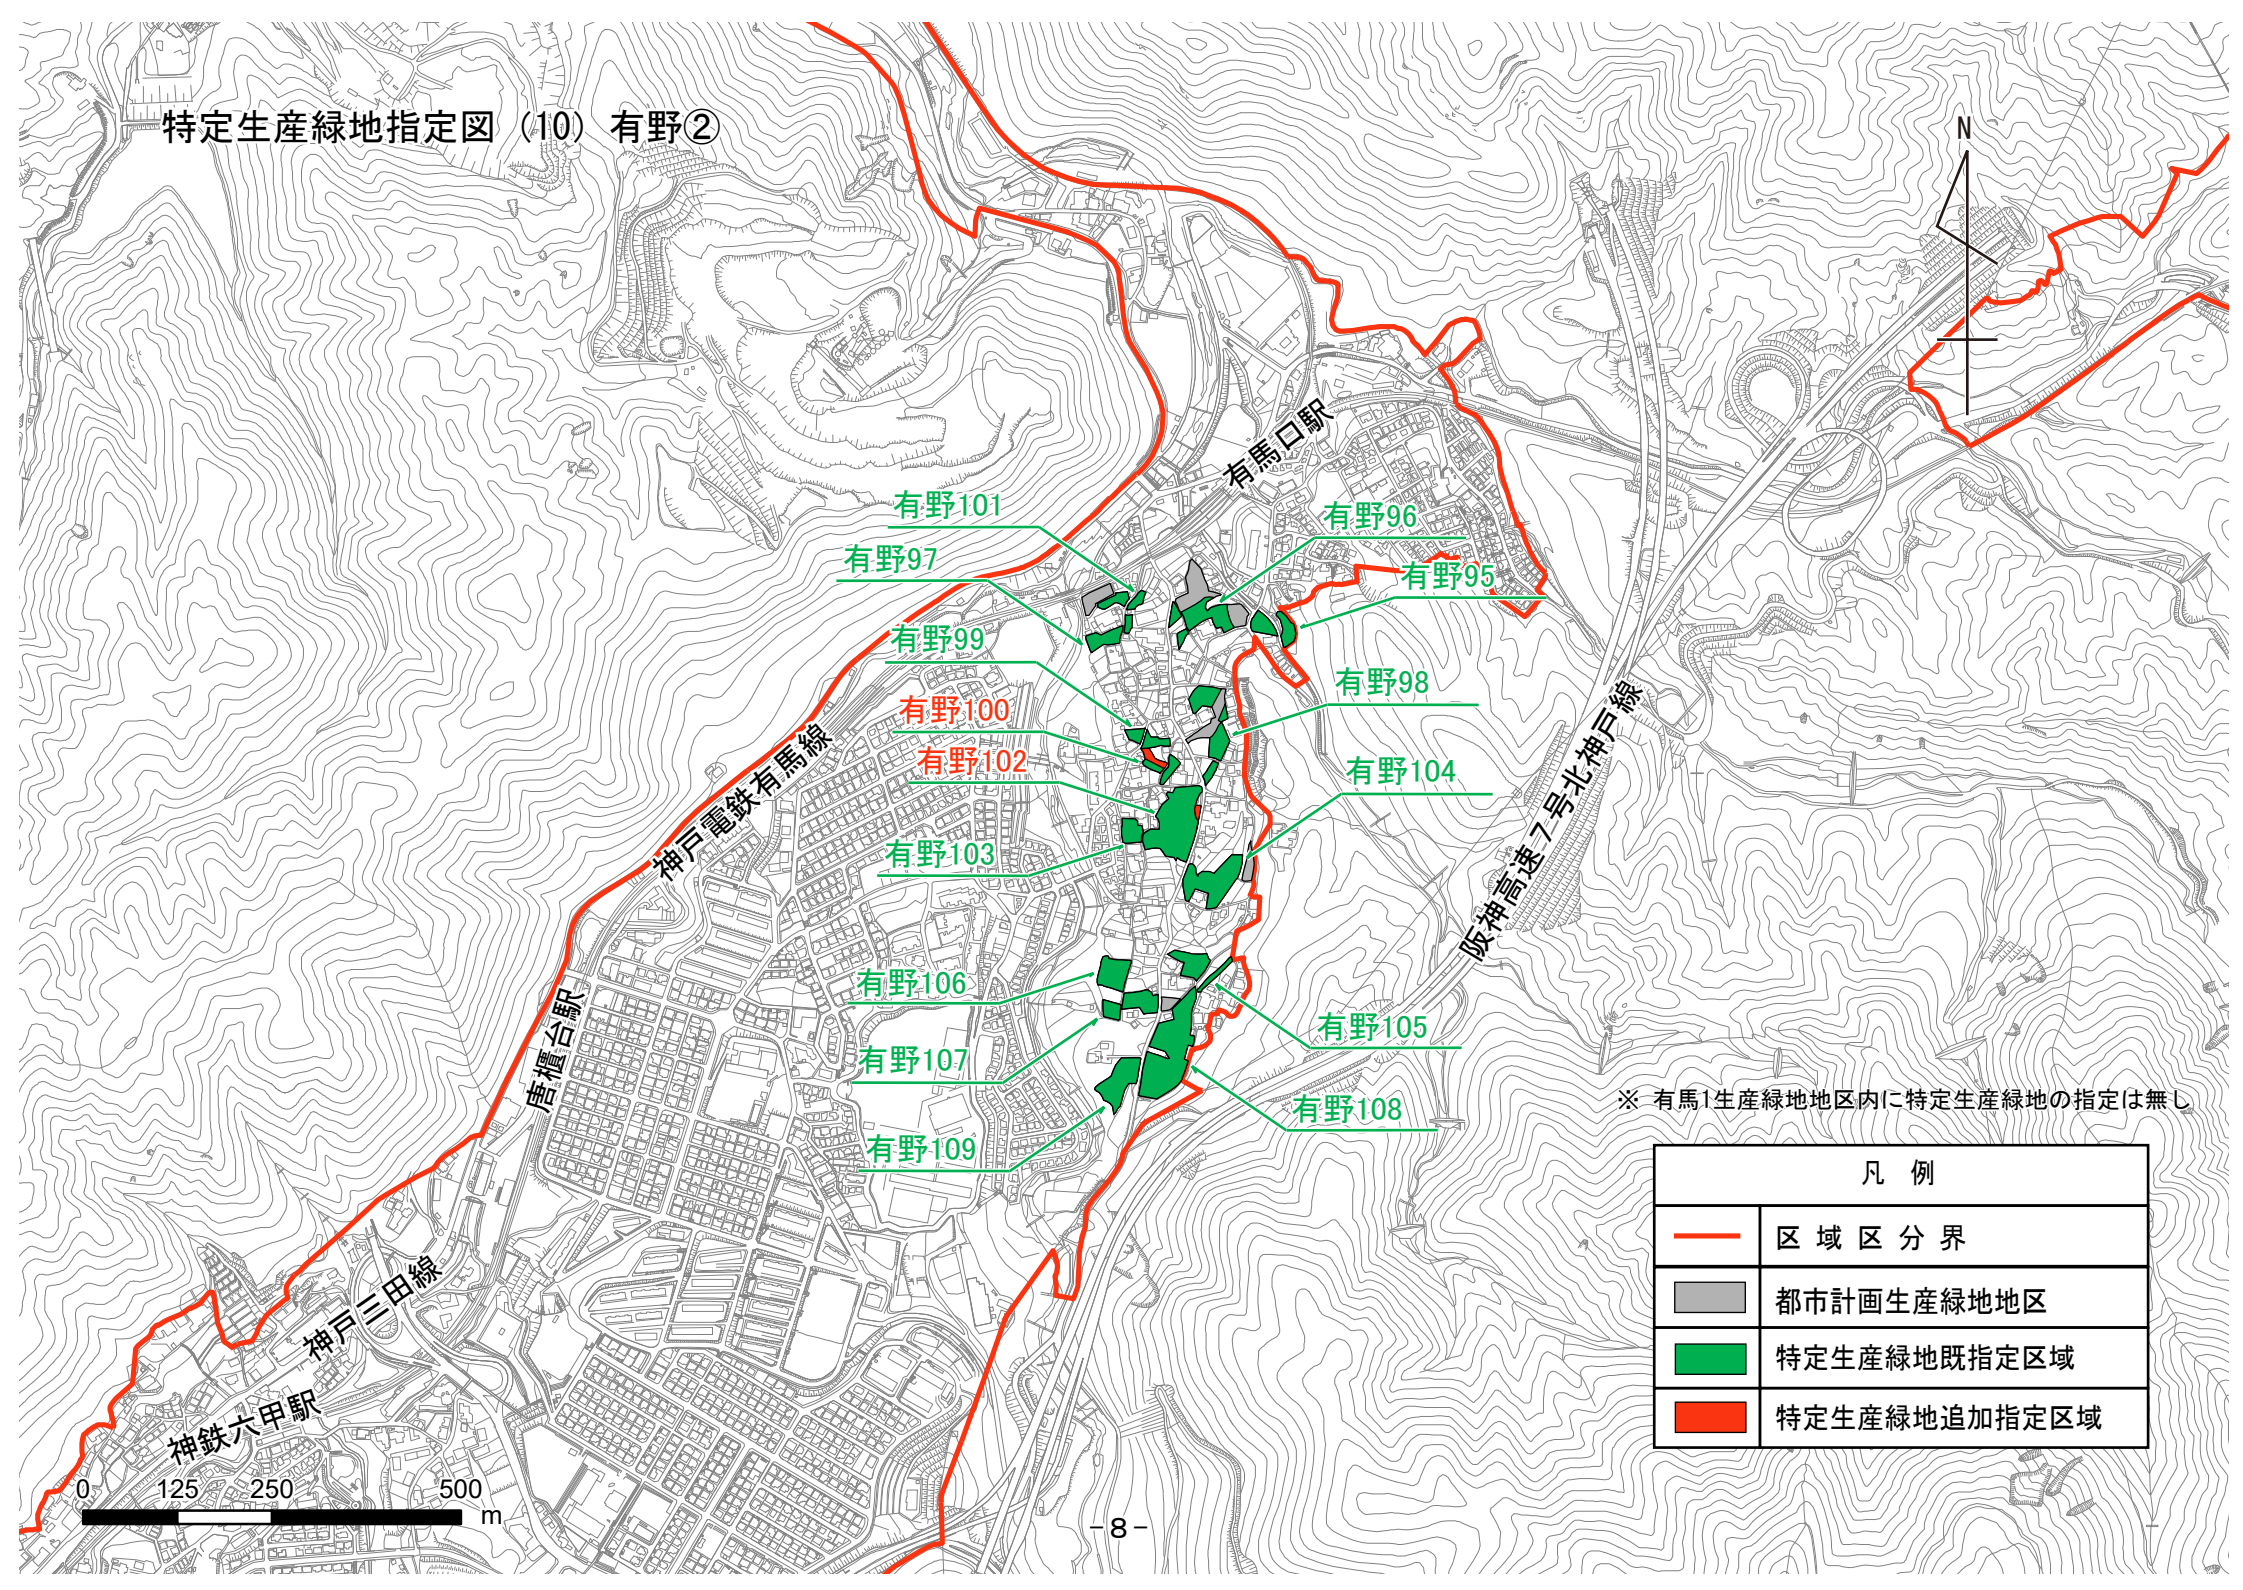 特定生産緑地指定図（10）有野②
N
有馬口駅
有野101
有野96
有野97
有野95
有野99
有野98
有野100
有野102
有野104
有野103
神戸電鉄有馬線
阪神高速７号北神戸線
有野106
有野105
有野107
有野108
有野109
唐櫃台駅
神戸三田線
神鉄六甲駅
※ 有馬1生産緑地地区内に特定生産緑地の指定は無し
凡 例
区 域 区 分 界
都市計画生産緑地地区
特定生産緑地既指定区域
特定生産緑地追加指定区域
0 125 250 500
m
-8-